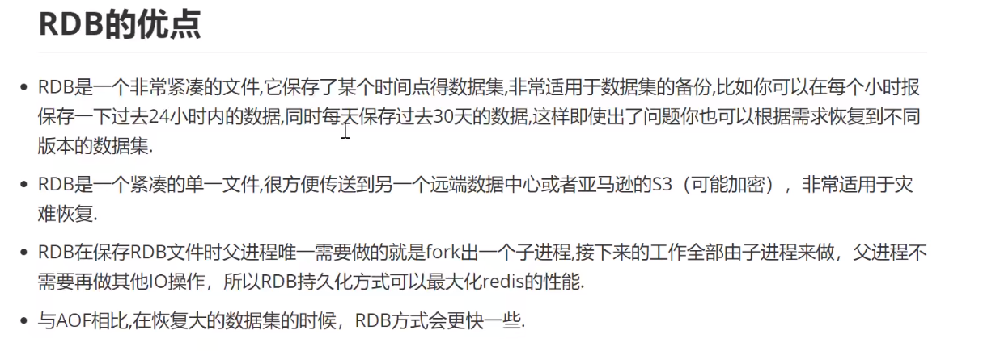 RDB的优点
RDB是一个非常紧凑的文件,它保存了某个时间点得数据集,非常适用于数据集的备份,比如你可以在每个小时报
保存一下过去24小时内的数据,同时每天保存过去30天的数据,这样即使出了问题你也可以根据需求恢复到不同
版本的数据集.
RDB是一个紧凑的单一文件,很方便传送到另一个远端数据中心或者亚马逊的S3（可能加密），非常适用于灾
难恢复.
RDB在保存RDB文件时父进程唯一需要做的就是fork出一个子进程,接下来的工作全部由子进程来做，父进程不
需要再做其他IO操作，所以RDB持久化方式可以最大化redis的性能.
与AOF相比,在恢复大的数据集的时候，RDB方式会更快一些.